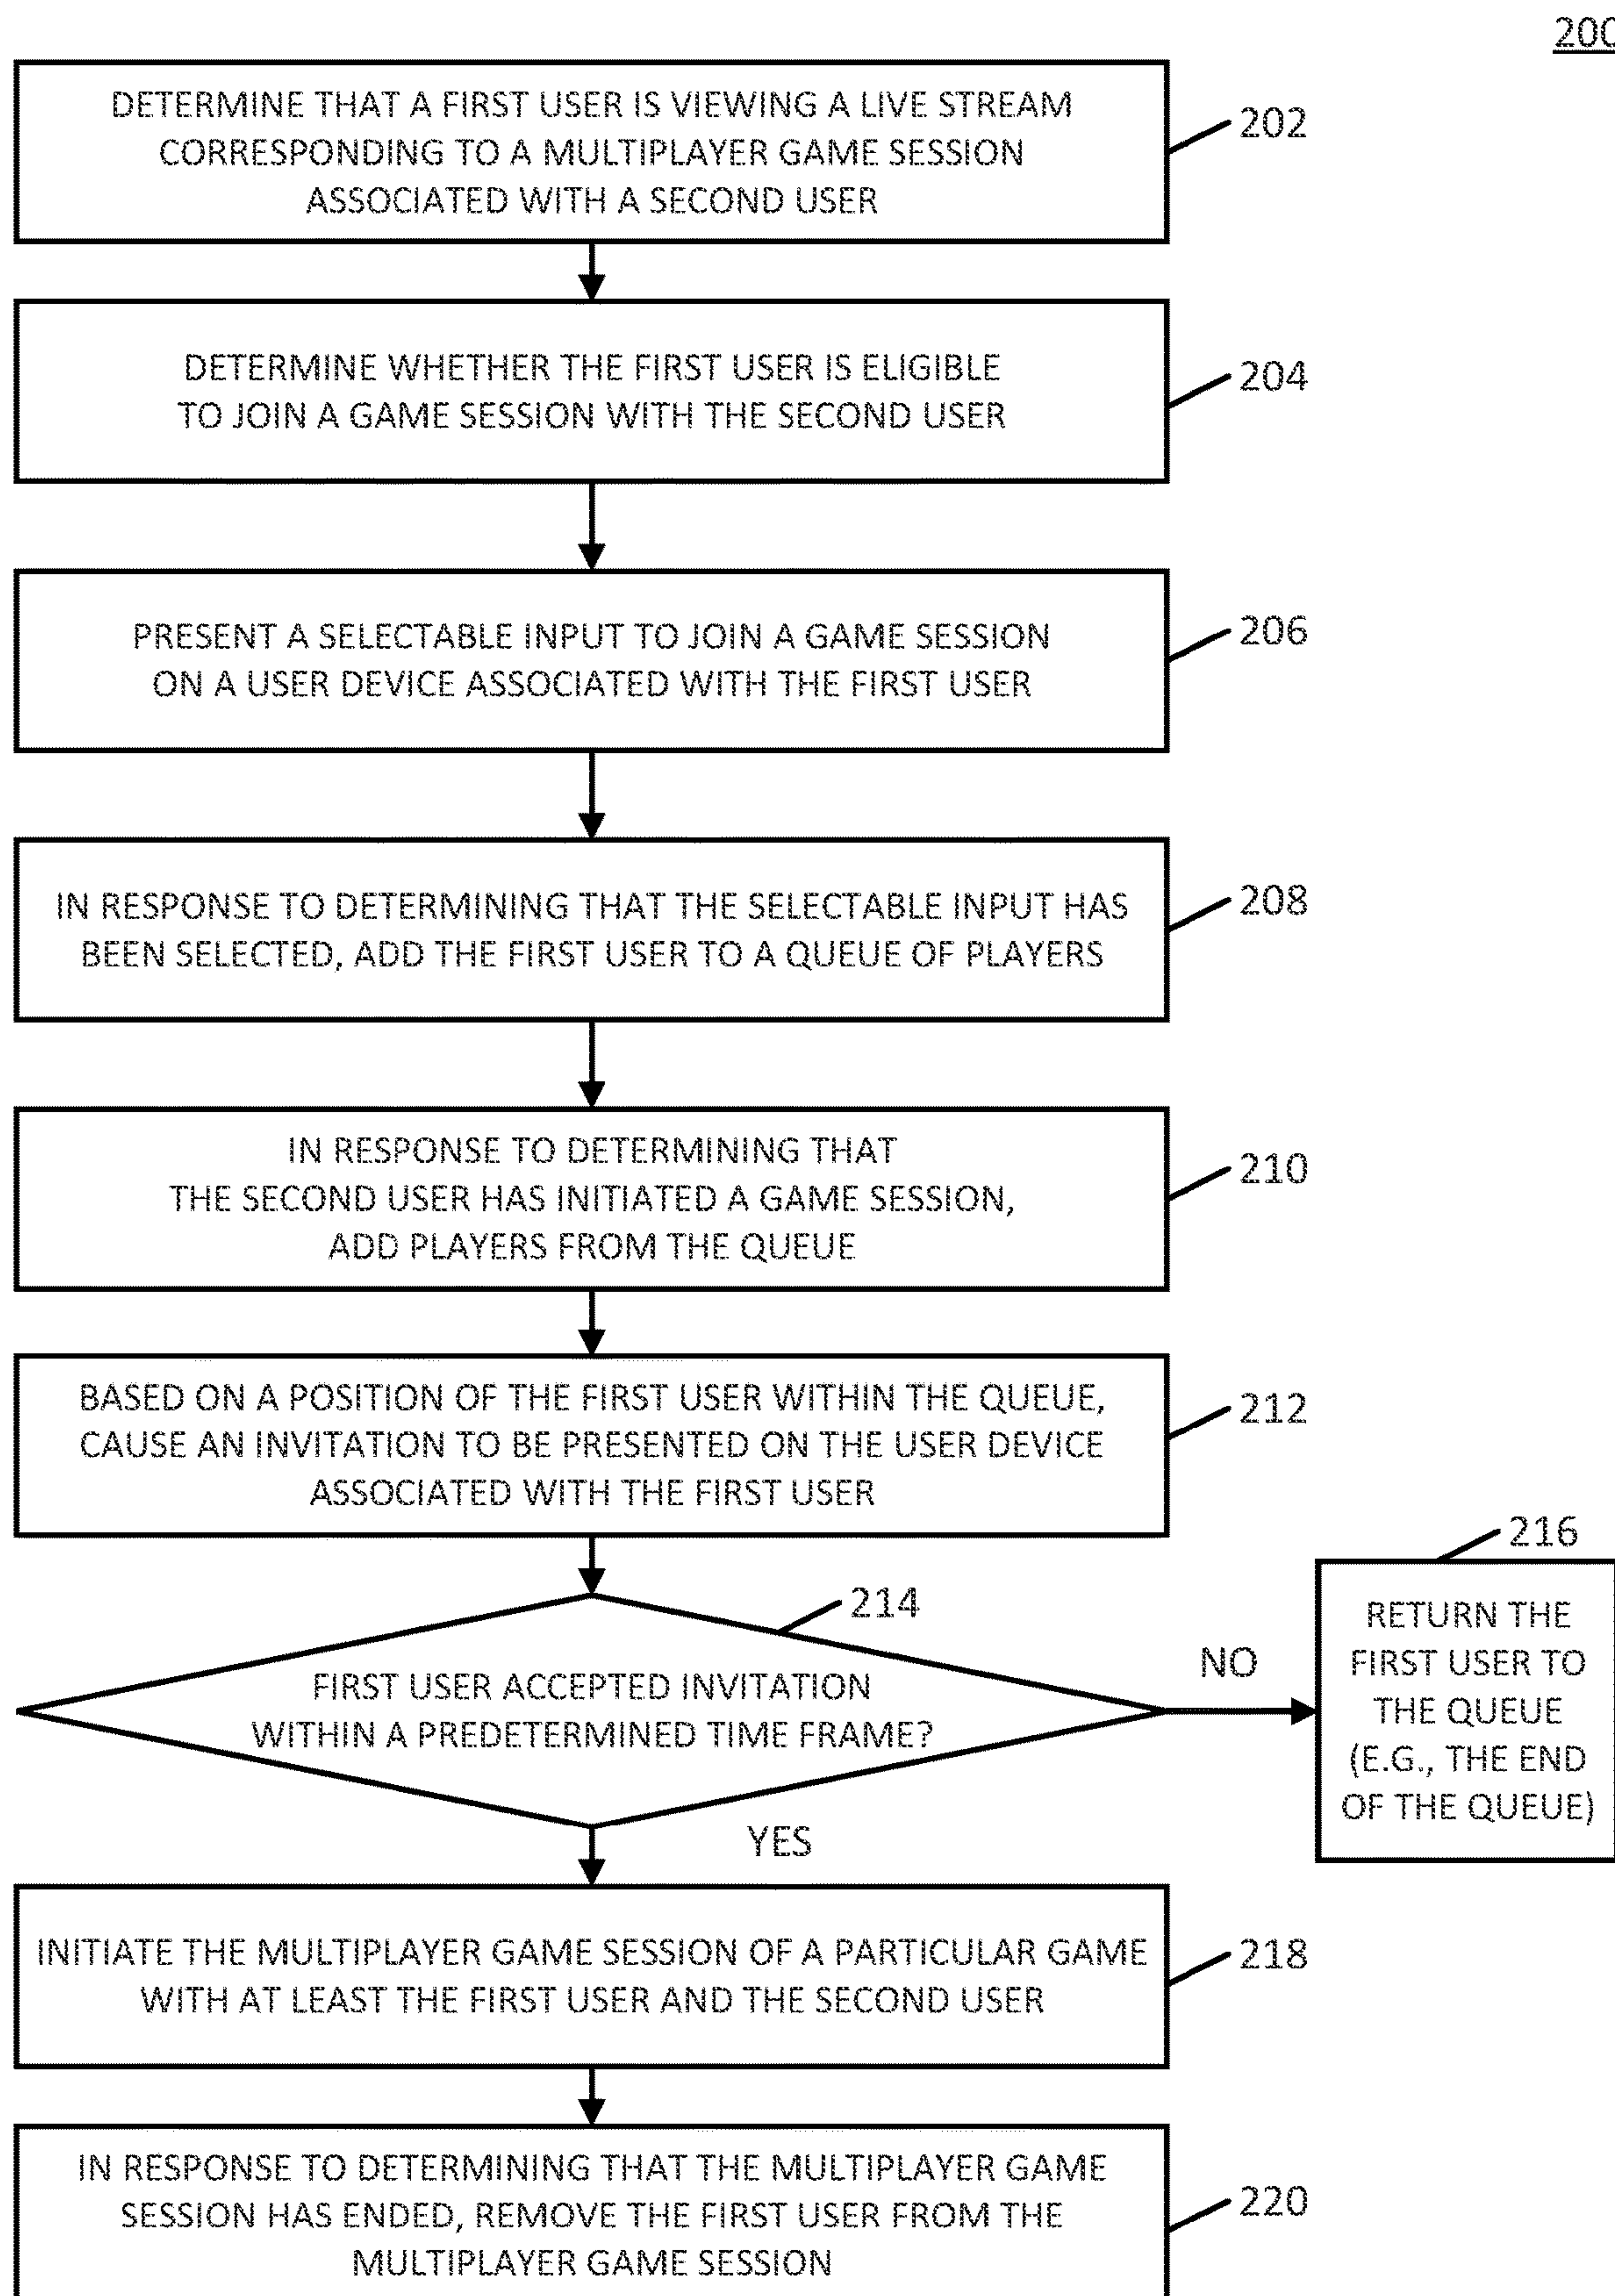 200
DETERMINE THAT A FIRST USER IS VIEWING A LIVE STREAM
CORRESPONDING TO A MULTIPLAYER GAME SESSION
ASSOCIATED WITH A SECOND USER
202
DETERMINE WHETHER THE FIRST USER IS ELIGIBLE
TO JOIN A GAME SESSION WITH THE SECOND USER
204
PRESENT A SELECTABLE INPUT TO JOIN A GAME SESSION
ON A USER DEVICE ASSOCIATED WITH THE FIRST USER
206
IN RESPONSE TO DETERMINING THAT THE SELECTABLE INPUT HAS
BEEN SELECTED, ADD THE FIRST USER TO A QUEUE OF PLAYERS
208
IN RESPONSE TO DETERMINING THAT
THE SECOND USER HAS INITIATED A GAME SESSION,
ADD PLAYERS FROM THE QUEUE
210
BASED ON A POSITION OF THE FIRST USER WITHIN THE QUEUE,
CAUSE AN INVITATION TO BE PRESENTED ON THE USER DEVICE
ASSOCIATED WITH THE FIRST USER
212
FIRST USER ACCEPTED INVITATION
WITHIN A PREDETERMINED TIME FRAME?
214
NO
216
RETURN THE
FIRST USER TO
THE QUEUE
(E.G., THE END
OF THE QUEUE)
YES
INITIATE THE MULTIPLAYER GAME SESSION OF A PARTICULAR GAME
WITH AT LEAST THE FIRST USER AND THE SECOND USER
218
IN RESPONSE TO DETERMINING THAT THE MULTIPLAYER GAME
SESSION HAS ENDED, REMOVE THE FIRST USER FROM THE
MULTIPLAYER GAME SESSION
220